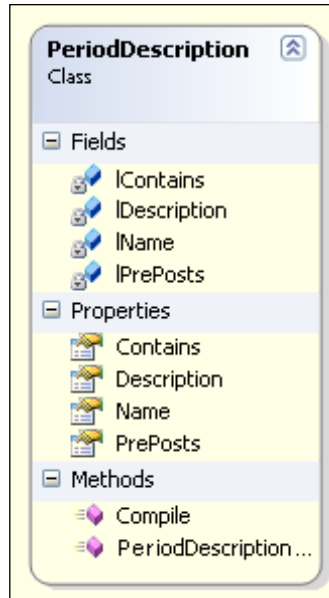 PeriodDescription
Class
Fields
lContains
lDescription
lName
lPrePosts
Properties
Contains
Description
Name
PrePosts
Methods
Compile
PeriodDescription...